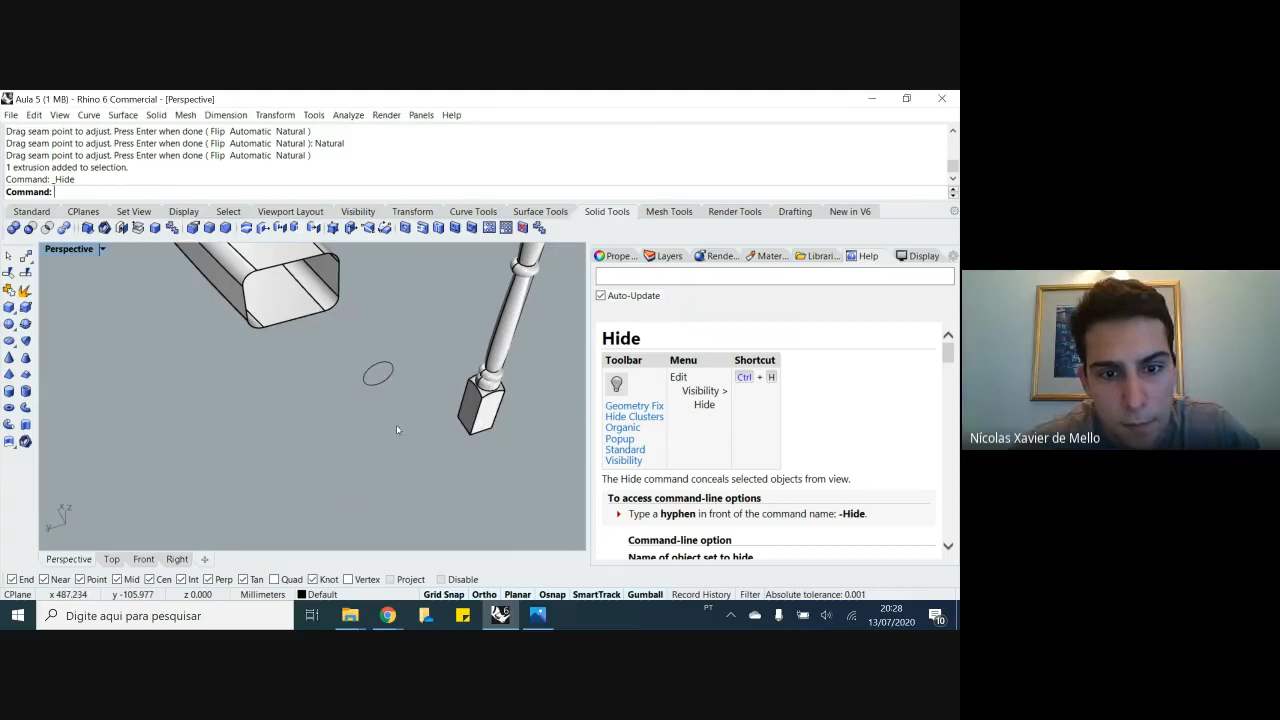 Aula 5 (1 MB) - Rhino 6 Commercial - [Perspective]
File Edit View Curve Surface Solid Mesh Dimension Transform Tools Analyze Render Panels Help
Drag seam point to adjust. Press Enter when done ( Flip Automatic Natural )
Drag seam point to adjust. Press Enter when done ( Flip Automatic Natural ): Natural
Drag seam point to adjust. Press Enter when done ( Flip Automatic Natural )
1 extrusion added to selection.
Command: _Hide
Command:
Standard CPlanes Set View Display Select Viewport Layout Visibility Transform Curve Tools Surface Tools Solid Tools Mesh Tools Render Tools Drafting New in V6
Perspective
Prope... Layers Rende... Mater... Librari... Help Display
Auto-Update
Hide
Toolbar Menu Shortcut
Edit Ctrl + H
Visibility >
Hide
Geometry Fix
Hide Clusters
Organic
Popup
Standard
Visibility
The Hide command conceals selected objects from view.
To access command-line options
Type a hyphen in front of the command name: -Hide.
Command-line option
Name of object set to hide
x z
y
Perspective Top Front Right
End Near Point Mid Cen Int Perp Tan Quad Knot Vertex Project Disable
CPlane x 487.234 y -105.977 z 0.000 Millimeters Default Grid Snap Ortho Planar Osnap SmartTrack Gumball Record History Filter Absolute tolerance: 0.001
Digite aqui para pesquisar
PT
20:28
13/07/2020
10
Nícolas Xavier de Mello